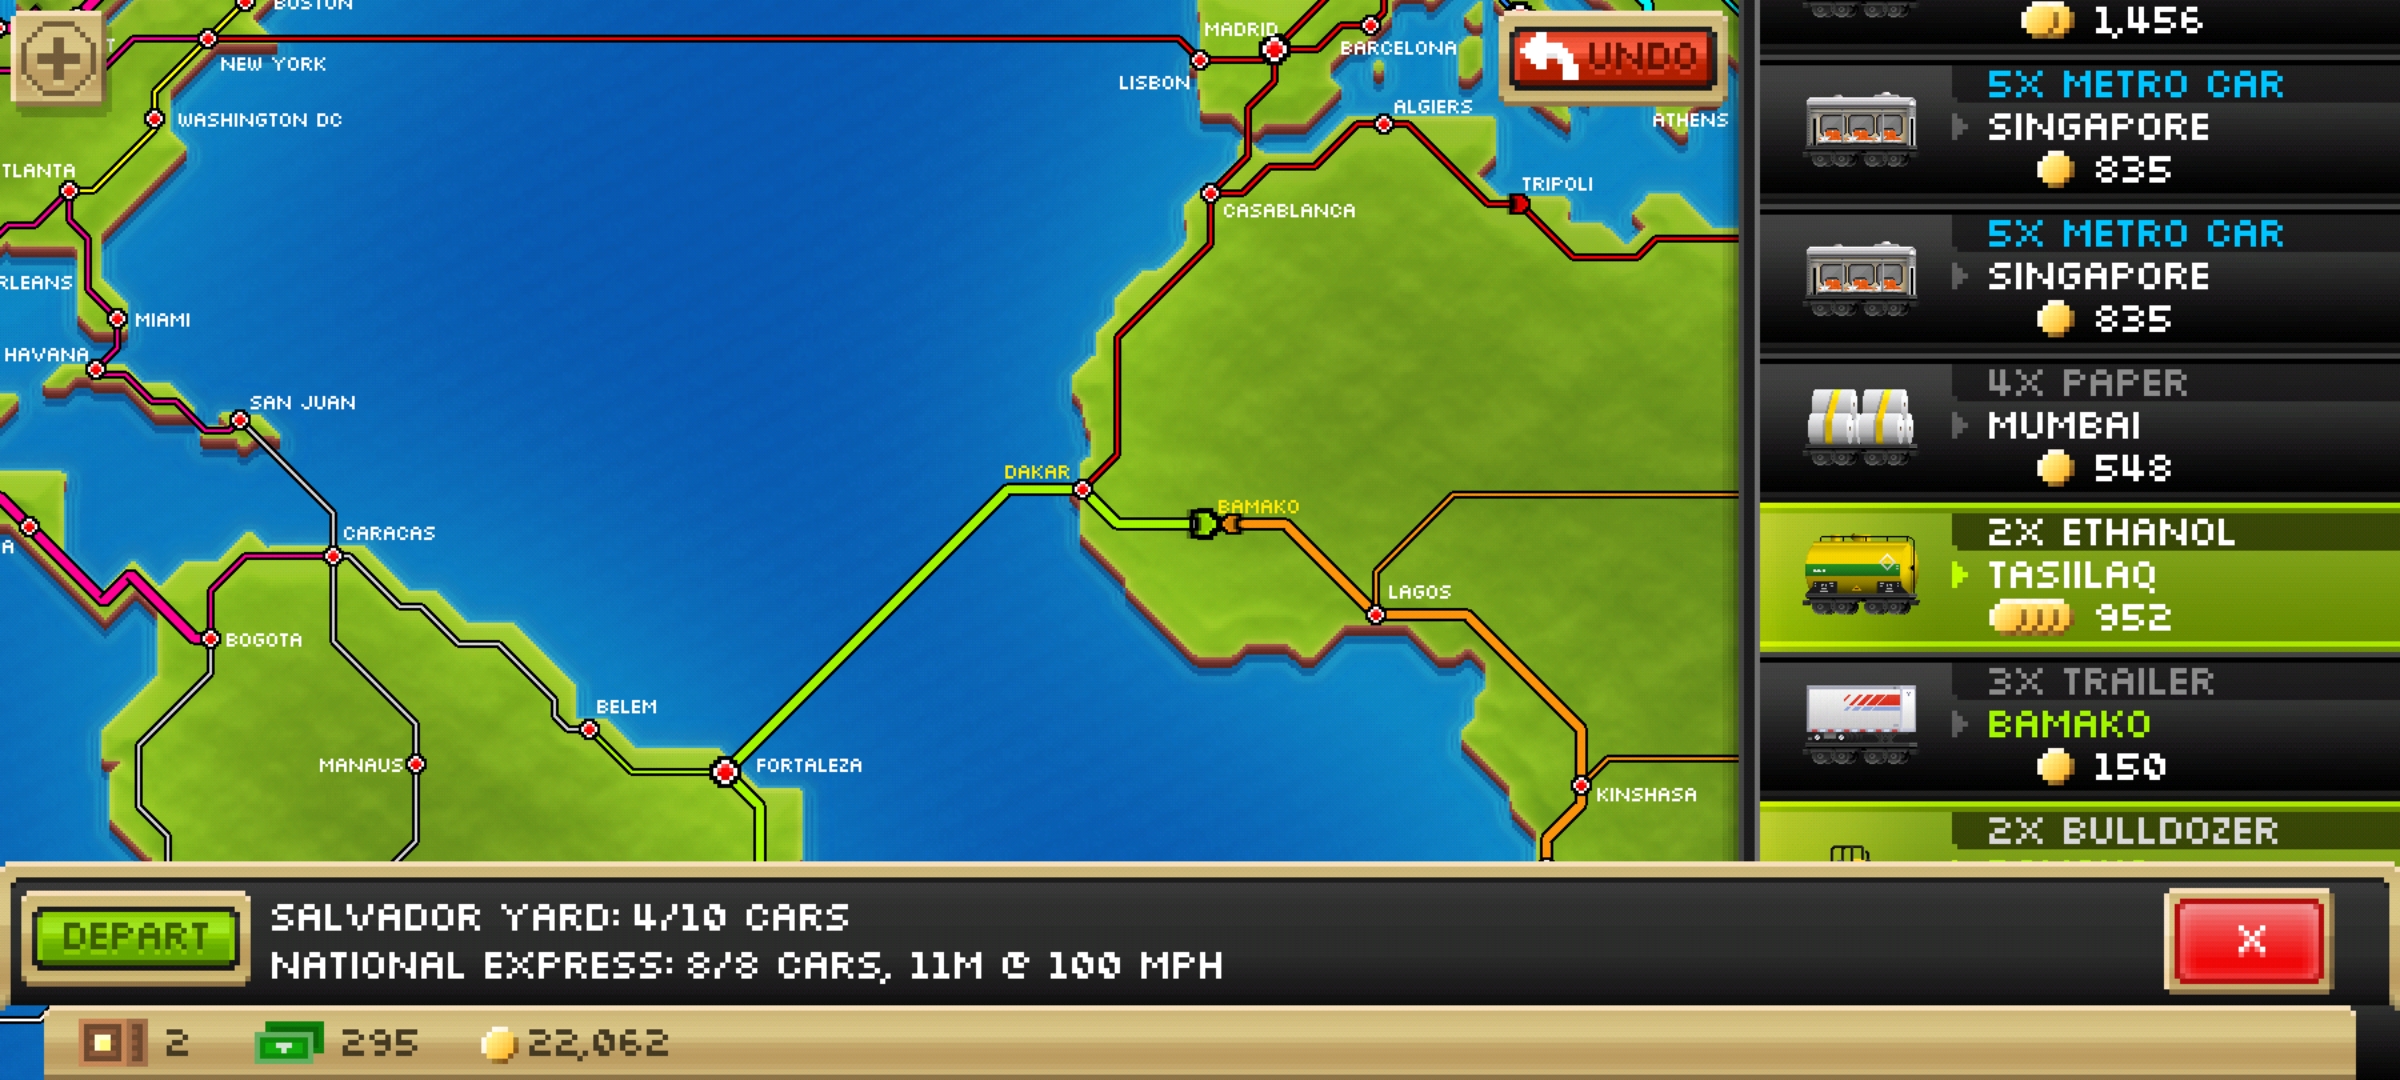 BOSTON
NEW YORK
WASHINGTON DC
TLANTA
RLEANS
MIAMI
HAVANA
SAN JUAN
CARACAS
A
BOGOTA
BELEM
MANAUS
FORTALEZA
MADRID
BARCELONA
LISBON
ALGIERS
ATHENS
TRIPOLI
CASABLANCA
DAKAR
BAMAKO
LAGOS
KINSHASA
UNDO
1,456
5X METRO CAR
SINGAPORE
835
5X METRO CAR
SINGAPORE
835
4X PAPER
MUMBAI
548
2X ETHANOL
TASIILAQ
952
3X TRAILER
BAMAKO
150
2X BULLDOZER
DEPART
SALVADOR YARD: 4/10 CARS
NATIONAL EXPRESS: 8/8 CARS, 11M @ 100 MPH
X
2
295
22,062